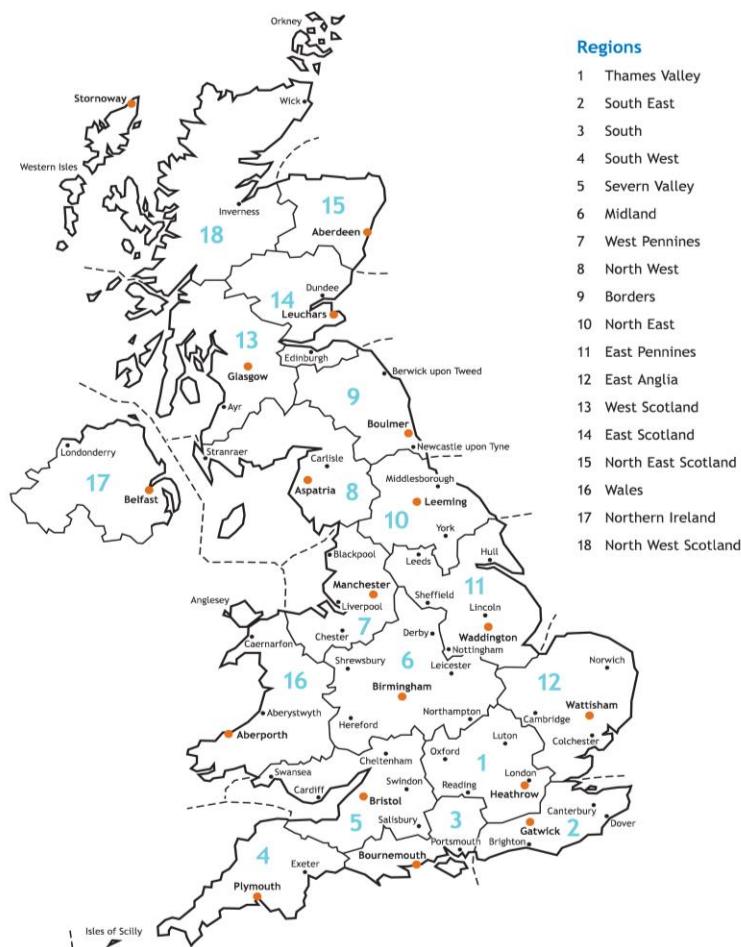 Orkney
Stornoway
Wick
Western Isles
Inverness
15
18
Aberdeen
Dundee
14
Leuchars
13
Edinburgh
Glasgow
Berwick upon Tweed
9
Ayr
Boulmer
Newcastle upon Tyne
Londonderry
Stranraer
Carlisle
17
Belfast
Aspatria
8
Middlesborough
Leeming
10
York
Blackpool
Leeds
Hull
Manchester
Sheffield
11
Anglesey
Liverpool
Lincoln
7
Chester
Derby
Waddington
Caernarfon
Nottingham
Shrewsbury
6
Leicester
Norwich
16
Birmingham
12
Wattisham
Aberystwyth
Hereford
Northampton
Cambridge
Aberporth
Colchester
Luton
Cheltenham
Oxford
1
Swansea
London
Swindon
Reading
Heathrow
Cardiff
Bristol
Canterbury
5
Salisbury
3
Gatwick
2
Dover
Portsmouth
Brighton
4
Exeter
Bournemouth
Plymouth
Isles of Scilly
Regions
1 Thames Valley
2 South East
3 South
4 South West
5 Severn Valley
6 Midland
7 West Pennines
8 North West
9 Borders
10 North East
11 East Pennines
12 East Anglia
13 West Scotland
14 East Scotland
15 North East Scotland
16 Wales
17 Northern Ireland
18 North West Scotland